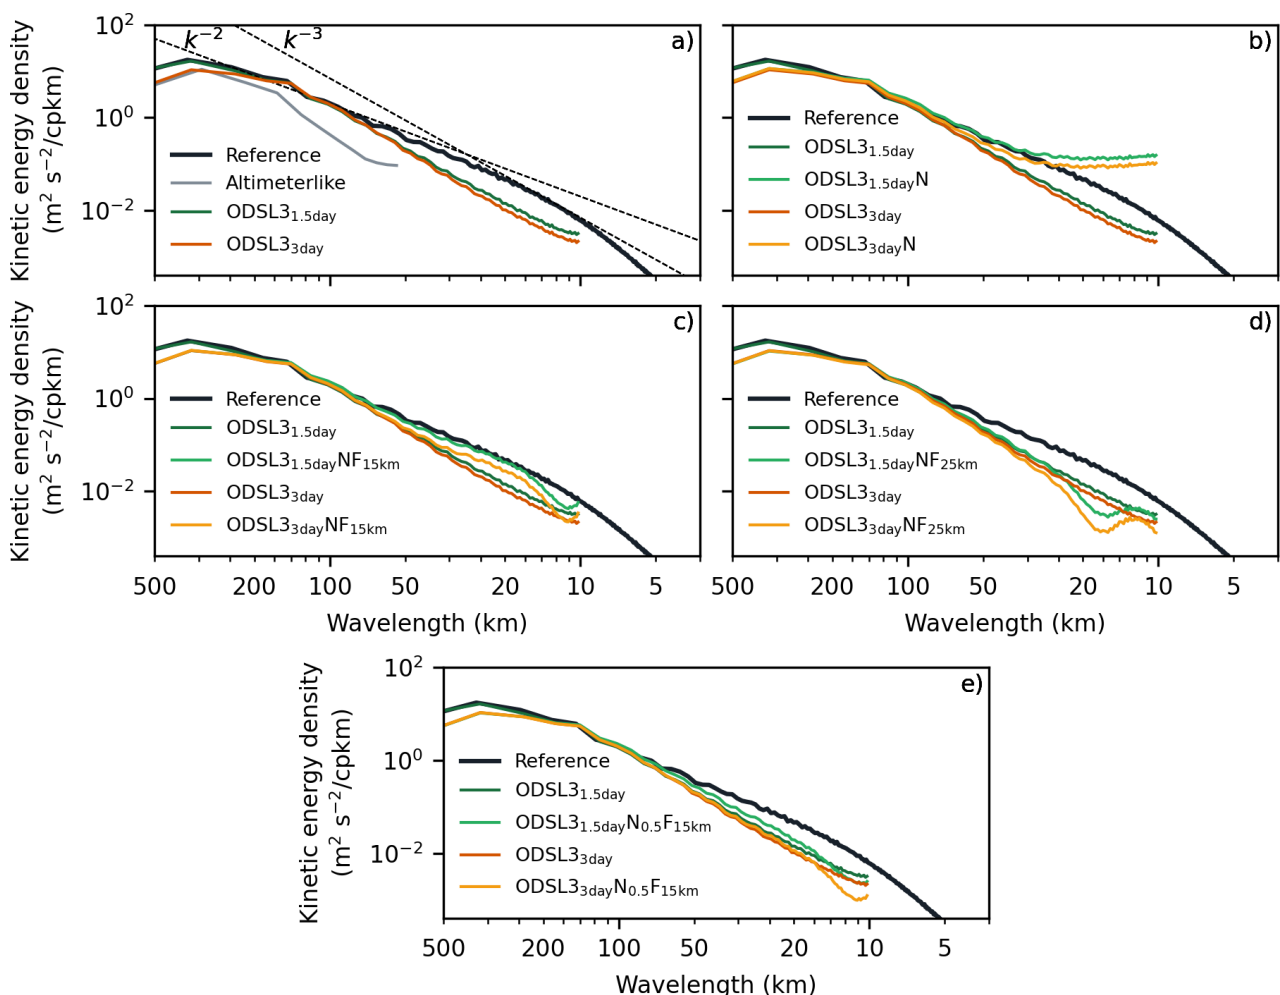 Kinetic energy density
(m² s⁻²/cpkm)
10²
10⁰
10⁻²
k⁻²
k⁻³
a)
Reference
Altimeterlike
ODSL3₁.₅day
ODSL3₃day
b)
Reference
ODSL3₁.₅day
ODSL3₁.₅dayN
ODSL3₃day
ODSL3₃dayN
Kinetic energy density
(m² s⁻²/cpkm)
10²
10⁰
10⁻²
c)
Reference
ODSL3₁.₅day
ODSL3₁.₅dayNF₁₅km
ODSL3₃day
ODSL3₃dayNF₁₅km
500 200 100 50 20 10 5
Wavelength (km)
d)
Reference
ODSL3₁.₅day
ODSL3₁.₅dayNF₂₅km
ODSL3₃day
ODSL3₃dayNF₂₅km
500 200 100 50 20 10 5
Wavelength (km)
Kinetic energy density
(m² s⁻²/cpkm)
10²
10⁰
10⁻²
e)
Reference
ODSL3₁.₅day
ODSL3₁.₅dayN₀.₅F₁₅km
ODSL3₃day
ODSL3₃dayN₀.₅F₁₅km
500 200 100 50 20 10 5
Wavelength (km)